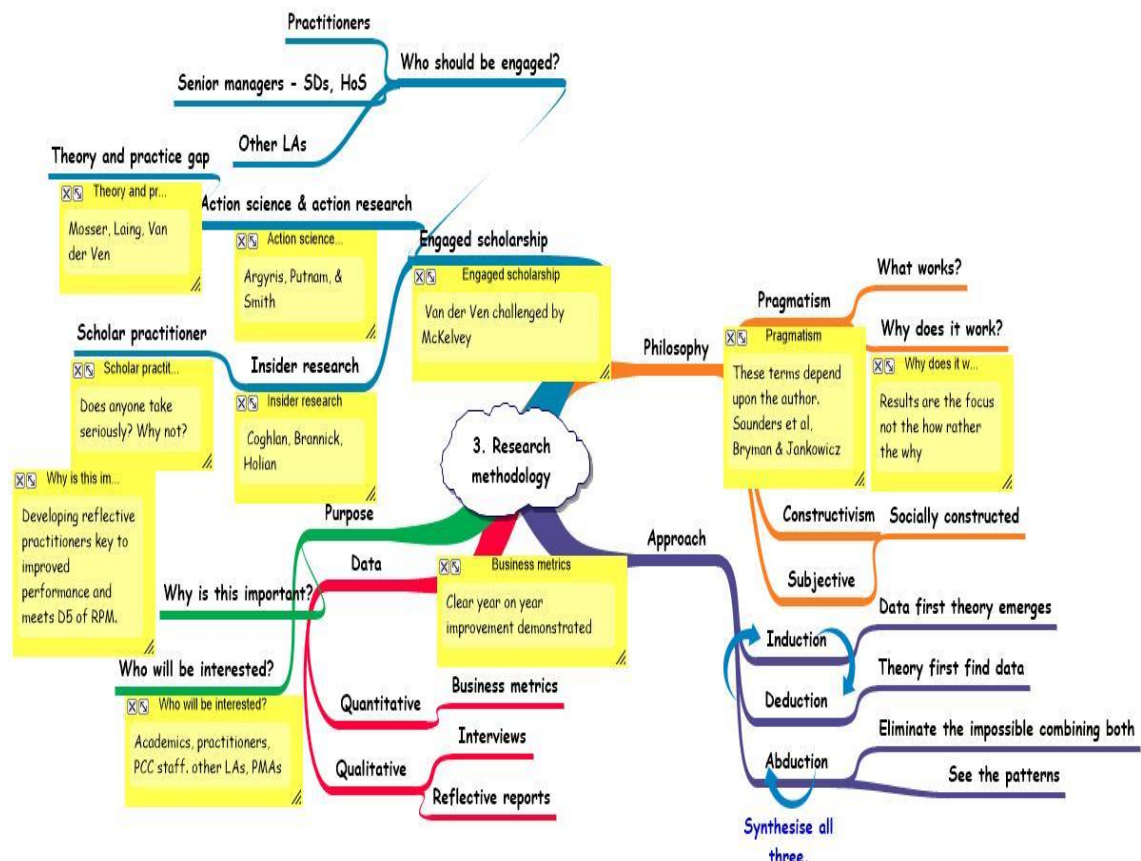 Practitioners
Who should be engaged?
Senior managers - SDs, HoS
Other LAs
Theory and practice gap
Theory and pr...
Mosser, Laing, Van
der Ven
Action science & action research
Action science...
Argyris, Putnam, &
Smith
Engaged scholarship
Engaged scholarship
Van der Ven challenged by
McKelvey
Scholar practitioner
Scholar practit...
Does anyone take
seriously? Why not?
Insider research
Insider research
Coghlan, Brannick,
Holian
Philosophy
Pragmatism
What works?
Why does it work?
Pragmatism
These terms depend
upon the author.
Saunders et al,
Bryman & Jankowicz
Why does it w...
Results are the focus
not the how rather
the why
Constructivism
Socially constructed
Subjective
3. Research
methodology
Why is this im...
Developing reflective
practitioners key to
improved
performance and
meets D5 of RPM.
Purpose
Why is this important?
Who will be interested?
Who will be interested?
Academics, practitioners,
PCC staff. other LAs, PMAs
Data
Business metrics
Clear year on year
improvement demonstrated
Quantitative
Business metrics
Qualitative
Interviews
Reflective reports
Approach
Induction
Data first theory emerges
Deduction
Theory first find data
Abduction
Eliminate the impossible combining both
See the patterns
Synthesise all
three.